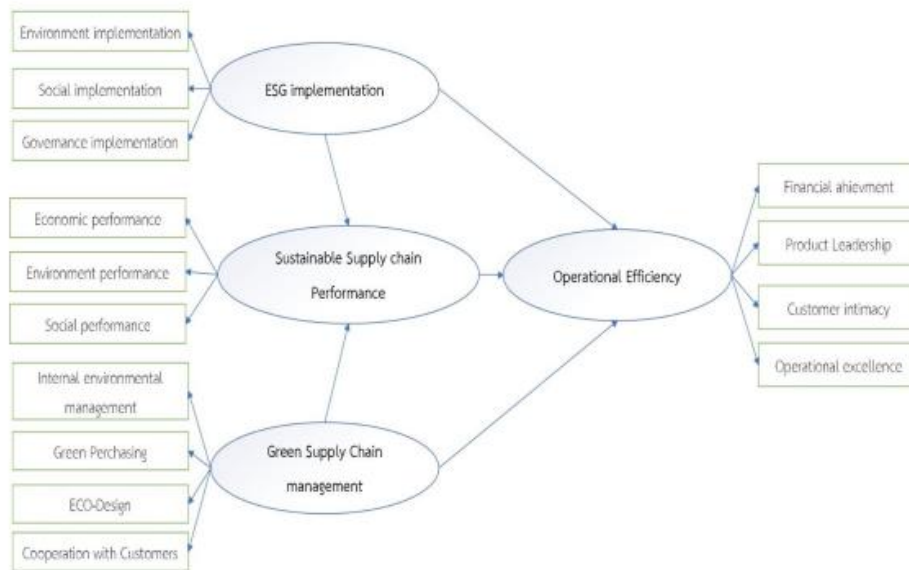 Environment implementation
Social implementation
Governance implementation
ESG implementation
Economic performance
Environment performance
Social performance
Sustainable Supply chain
Performance
Internal environmental
management
Green Perchasing
ECO-Design
Cooperation with Customers
Green Supply Chain
management
Operational Efficiency
Financial ahievment
Product Leadership
Customer intimacy
Operational excellence